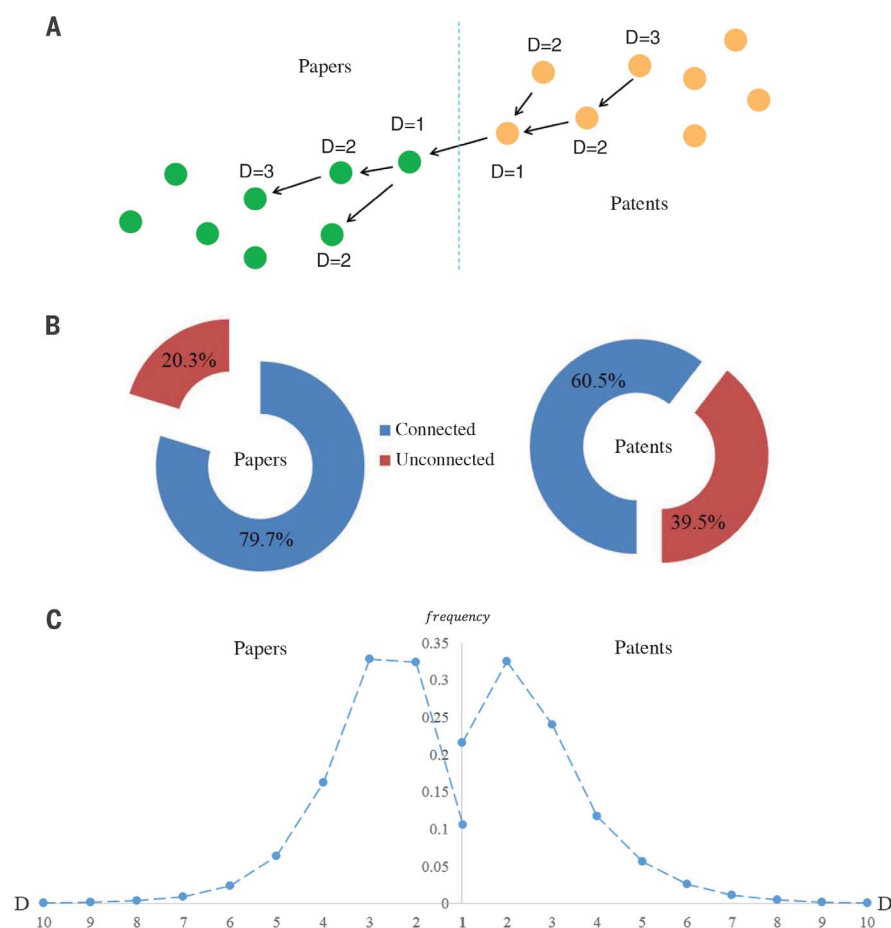 A
Papers
D=2
D=3
D=1
D=2
D=3
D=1
D=2
D=2
Patents
B
20.3%
60.5%
Connected
Unconnected
Papers
Patents
79.7%
39.5%
C
frequency
Papers
Patents
0.35
0.3
0.25
0.2
0.15
0.1
0.05
0
D
D
10 9 8 7 6 5 4 3 2 1 2 3 4 5 6 7 8 9 10